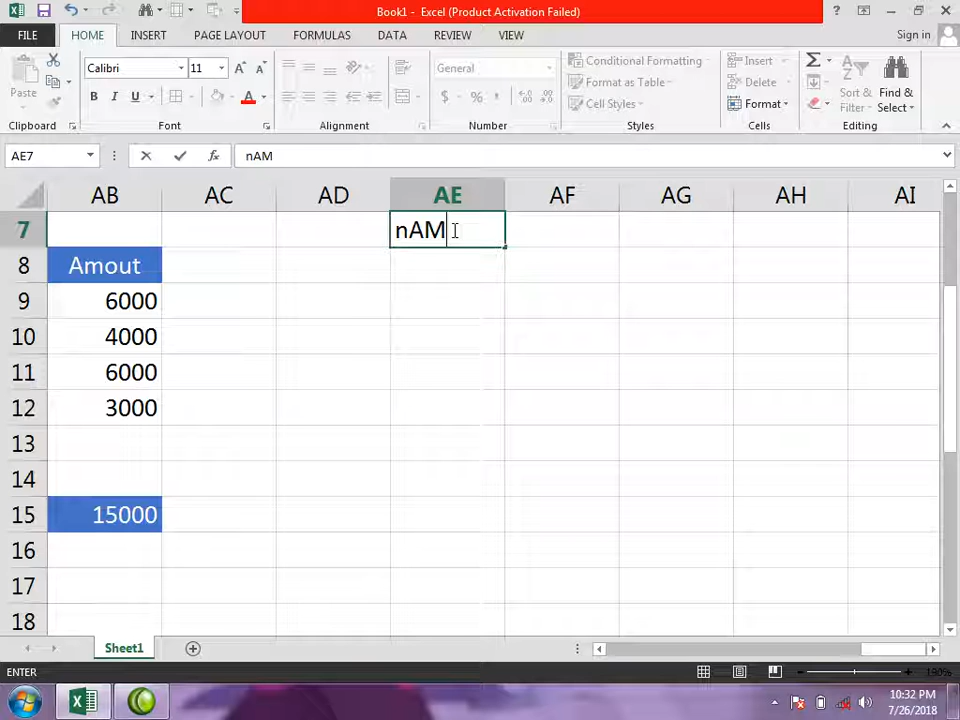 Book1 - Excel (Product Activation Failed)
?
FILE HOME INSERT PAGE LAYOUT FORMULAS DATA REVIEW VIEW Sign in
Paste Calibri 11 A A General Conditional Formatting Insert Sort & Find &
B I U A $ % Format as Table Delete Filter Select
Cell Styles Format
Clipboard Font Alignment Number Styles Cells Editing
AE7 fx nAM
AB AC AD AE AF AG AH AI
7 nAM
8 Amout
9 6000
10 4000
11 6000
12 3000
13
14
15 15000
16
17
18
Sheet1
ENTER 190%
10:32 PM
7/26/2018